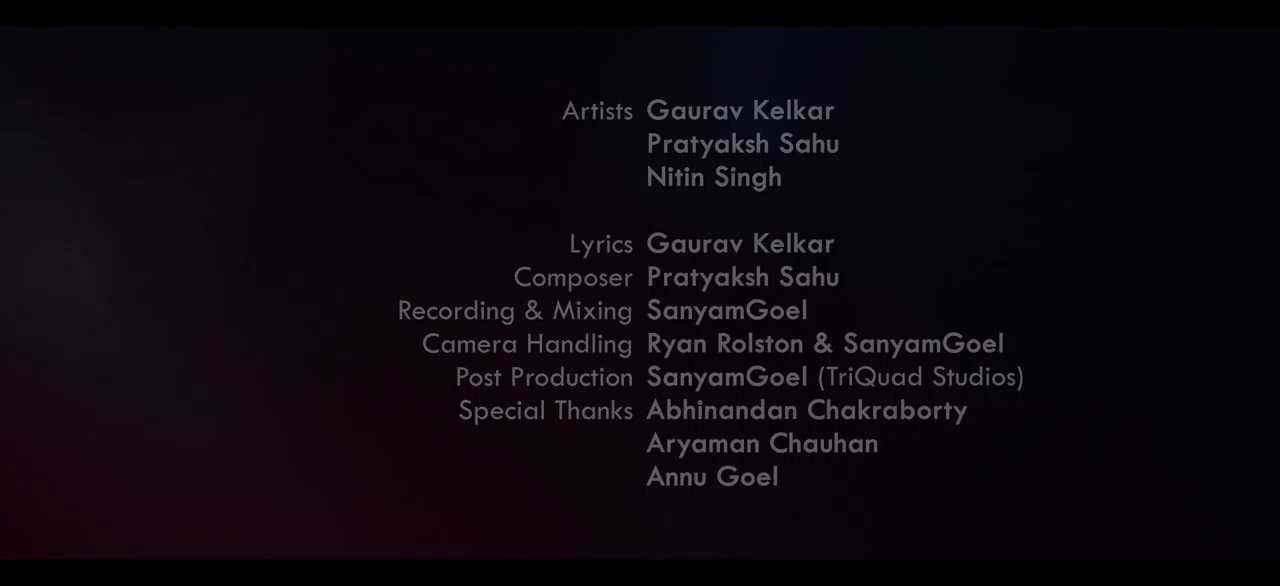 Artists Gaurav Kelkar
Pratyaksh Sahu
Nitin Singh
Lyrics Gaurav Kelkar
Composer Pratyaksh Sahu
Recording & Mixing SanyamGoel
Camera Handling Ryan Rolston & SanyamGoel
Post Production SanyamGoel (TriQuad Studios)
Special Thanks Abhinandan Chakraborty
Aryaman Chauhan
Annu Goel